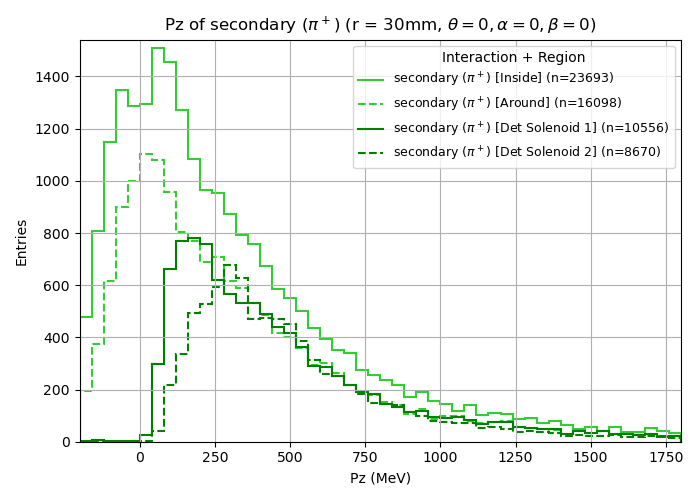 Pz of secondary (π⁺) (r = 30mm, θ = 0, α = 0, β = 0)
Interaction + Region
secondary (π⁺) [Inside] (n=23693)
secondary (π⁺) [Around] (n=16098)
secondary (π⁺) [Det Solenoid 1] (n=10556)
secondary (π⁺) [Det Solenoid 2] (n=8670)
1400
1200
1000
800
600
400
200
0
Entries
0 250 500 750 1000 1250 1500 1750
Pz (MeV)